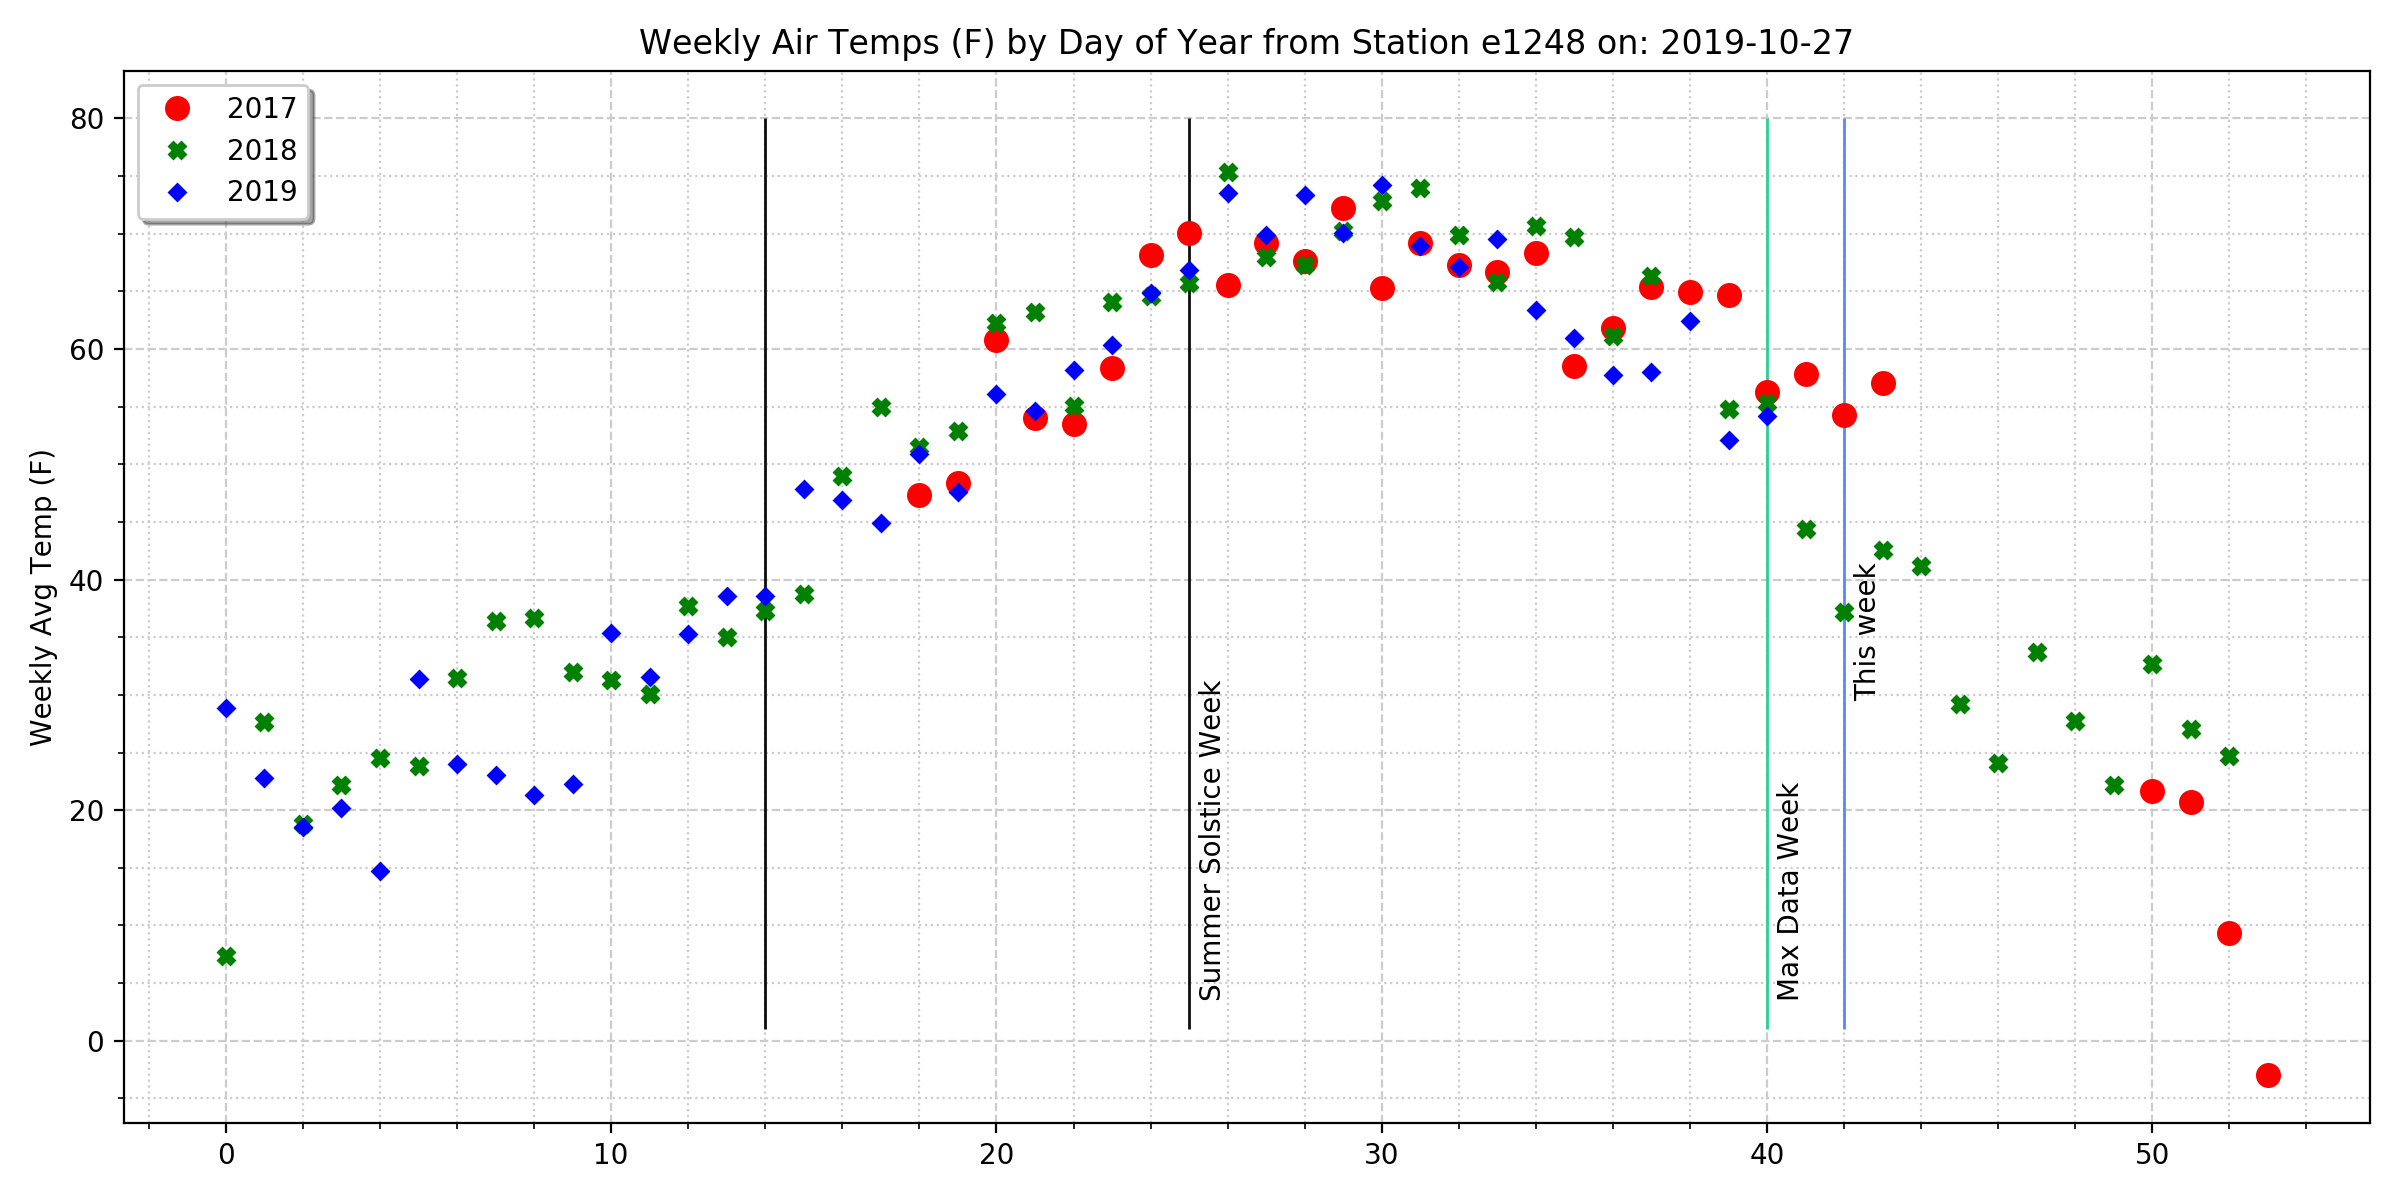 Weekly Air Temps (F) by Day of Year from Station e1248 on: 2019-10-27
2017
2018
2019
Weekly Avg Temp (F)
80
60
40
20
0
Summer Solstice Week
Max Data Week
This week
0
10
20
30
40
50